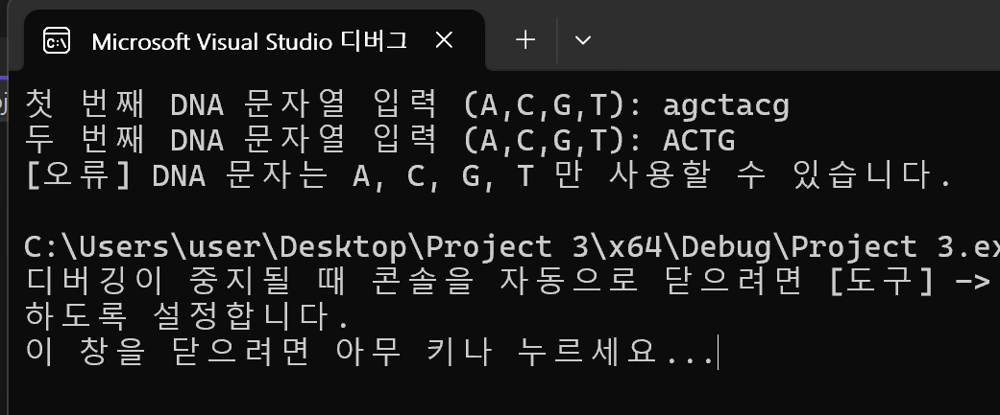 Microsoft Visual Studio 디버그
첫 번째 DNA 문자열 입력 (A,C,G,T): agctacg
두 번째 DNA 문자열 입력 (A,C,G,T): ACTG
[오류] DNA 문자는 A, C, G, T 만 사용할 수 있습니다.
C:\Users\user\Desktop\Project 3\x64\Debug\Project 3.ex
디버깅이 중지될 때 콘솔을 자동으로 닫으려면 [도구] ->
하도록 설정합니다.
이 창을 닫으려면 아무 키나 누르세요...